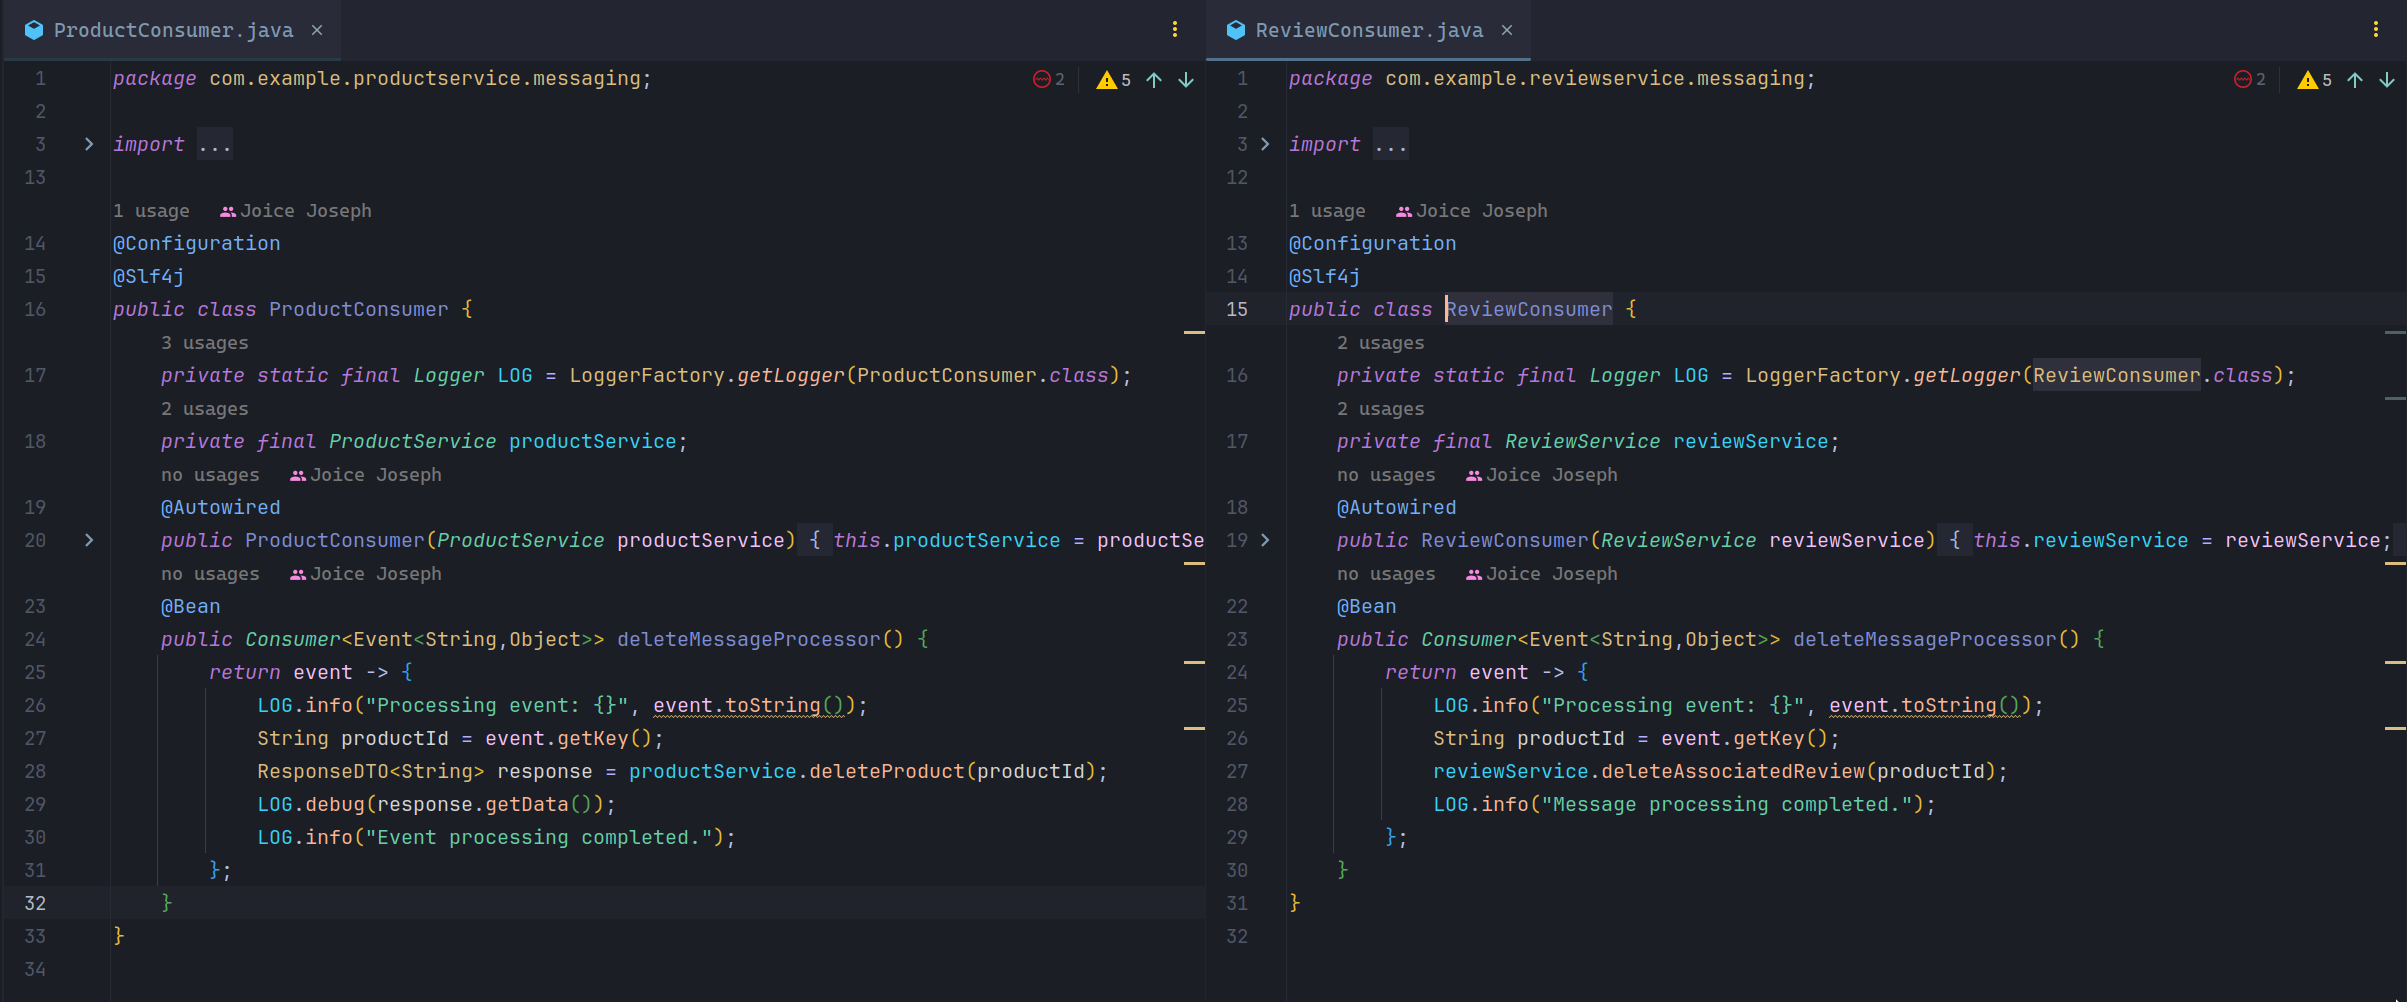 ProductConsumer.java
2 5
1 package com.example.productservice.messaging;
2
3 import ...
13
1 usage Joice Joseph
14 @Configuration
15 @Slf4j
16 public class ProductConsumer {
3 usages
17 private static final Logger LOG = LoggerFactory.getLogger(ProductConsumer.class);
2 usages
18 private final ProductService productService;
no usages Joice Joseph
19 @Autowired
20 public ProductConsumer(ProductService productService) { this.productService = productSe
no usages Joice Joseph
23 @Bean
24 public Consumer<Event<String,Object>> deleteMessageProcessor() {
25 return event -> {
26 LOG.info("Processing event: {}", event.toString());
27 String productId = event.getKey();
28 ResponseDTO<String> response = productService.deleteProduct(productId);
29 LOG.debug(response.getData());
30 LOG.info("Event processing completed.");
31 };
32 }
33 }
34
ReviewConsumer.java
2 5
1 package com.example.reviewservice.messaging;
2
3 import ...
12
1 usage Joice Joseph
13 @Configuration
14 @Slf4j
15 public class ReviewConsumer {
2 usages
16 private static final Logger LOG = LoggerFactory.getLogger(ReviewConsumer.class);
2 usages
17 private final ReviewService reviewService;
no usages Joice Joseph
18 @Autowired
19 public ReviewConsumer(ReviewService reviewService) { this.reviewService = reviewService;
no usages Joice Joseph
22 @Bean
23 public Consumer<Event<String,Object>> deleteMessageProcessor() {
24 return event -> {
25 LOG.info("Processing event: {}", event.toString());
26 String productId = event.getKey();
27 reviewService.deleteAssociatedReview(productId);
28 LOG.info("Message processing completed.");
29 };
30 }
31 }
32